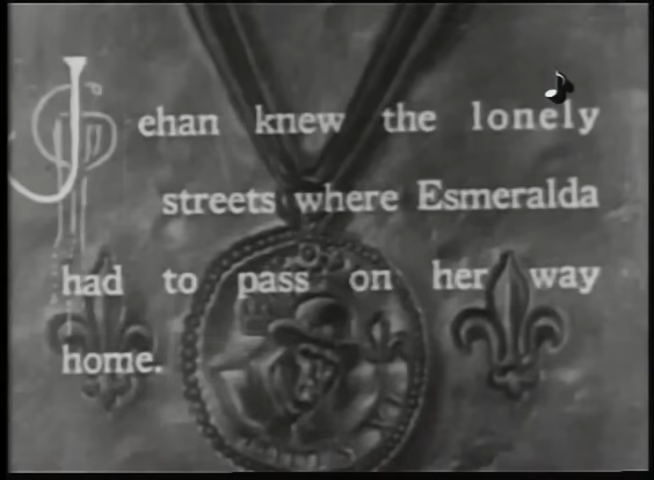 Jehan knew the lonely
streets where Esmeralda
had to pass on her way
home.